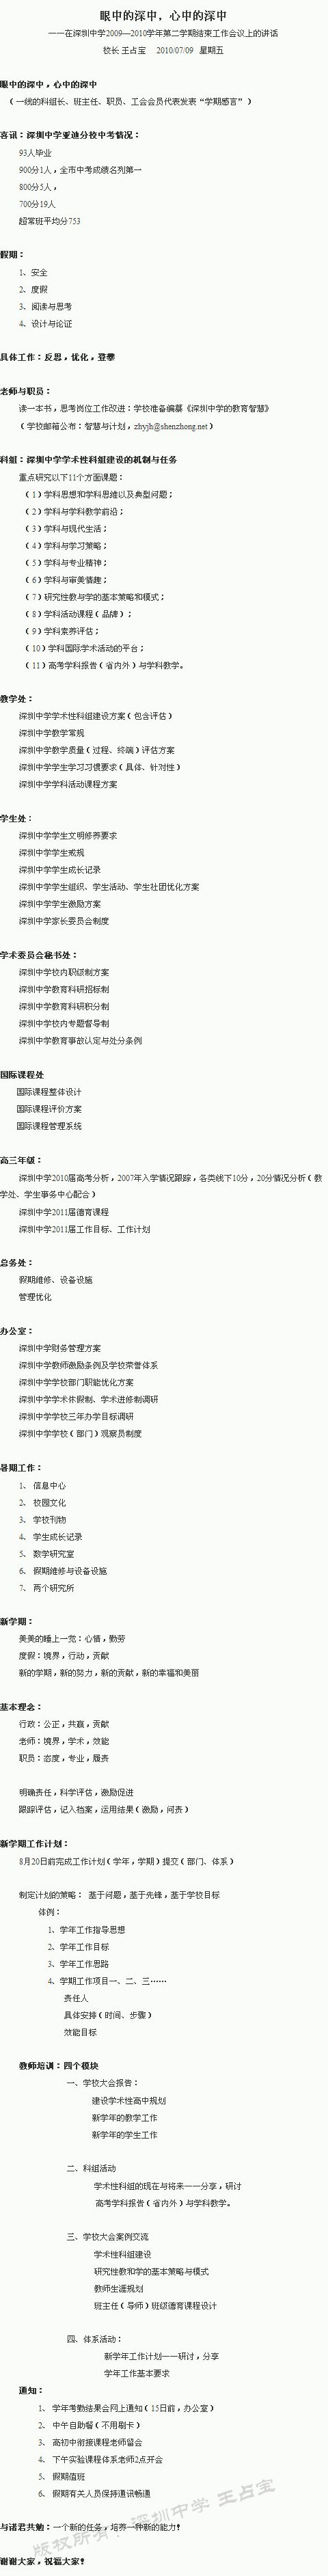 眼中的深中，心中的深中
——在深圳中学2009—2010学年第二学期结束工作会议上的讲话
校长 王占宝 2010/07/09 星期五
眼中的深中，心中的深中
（一线的科组长、班主任、职员、工会会员代表发表“学期感言”）
喜讯：深圳中学亚迪分校中考情况：
93人毕业
900分1人，全市中考成绩名列第一
800分5人，
700分19人
超常班平均分753
假期：
1、安全
2、度假
3、阅读与思考
4、设计与论证
具体工作：反思，优化，登攀
老师与职员：
读一本书，思考岗位工作改进：学校准备编纂《深圳中学的教育智慧》
（学校邮箱公布：智慧与计划，zhyjh@shenzhong.net）
科组：深圳中学学术性科组建设的机制与任务
重点研究以下11个方面课题：
（1）学科思想和学科思维以及典型问题；
（2）学科与学科教学前沿；
（3）学科与现代生活；
（4）学科与学习策略；
（5）学科与专业精神；
（6）学科与审美情趣；
（7）研究性教与学的基本策略和模式；
（8）学科活动课程（品牌）；
（9）学科素养评估；
（10）学科国际学术活动的平台；
（11）高考学科报告（省内外）与学科教学。
教学处：
深圳中学学术性科组建设方案（包含评估）
深圳中学教学常规
深圳中学教学质量（过程、终端）评估方案
深圳中学学生学习习惯要求（具体、针对性）
深圳中学学科活动课程方案
学生处：
深圳中学学生文明修养要求
深圳中学学生戒规
深圳中学学生成长记录
深圳中学学生组织、学生活动、学生社团优化方案
深圳中学学生激励方案
深圳中学家长委员会制度
学术委员会秘书处：
深圳中学校内职级制方案
深圳中学教育科研招标制
深圳中学教育科研积分制
深圳中学校内专题督导制
深圳中学教育事故认定与处分条例
国际课程处
国际课程整体设计
国际课程评价方案
国际课程管理系统
高三年级：
深圳中学2010届高考分析，2007年入学情况跟踪，各类线下10分，20分情况分析（教
学处、学生事务中心配合）
深圳中学2011届德育课程
深圳中学2011届工作目标、工作计划
总务处：
假期维修、设备设施
管理优化
办公室：
深圳中学财务管理方案
深圳中学教师激励条例及学校荣誉体系
深圳中学学校部门职能优化方案
深圳中学学术休假制、学术进修制调研
深圳中学学校三年办学目标调研
深圳中学学校（部门）观察员制度
暑期工作：
1、 信息中心
2、 校园文化
3、 学校刊物
4、 学生成长记录
5、 数学研究室
6、 假期维修与设备设施
7、 两个研究所
新学期：
美美的睡上一觉：心情，勤劳
度假：境界，行动，贡献
新的学期，新的努力，新的贡献，新的幸福和美丽
基本理念：
行政：公正，共赢，贡献
老师：境界，学术，效能
职员：态度，专业，履责
明确责任，科学评估，激励促进
跟踪评估，记入档案，运用结果（激励，问责）
新学期工作计划：
8月20日前完成工作计划（学年，学期）提交（部门、体系）
制定计划的策略： 基于问题，基于先锋，基于学校目标
体例：
1、学年工作指导思想
2、学年工作目标
3、学年工作思路
4、学期工作项目一、二、三……
责任人
具体安排（时间、步骤）
效能目标
教师培训：四个模块
一、学校大会报告：
建设学术性高中规划
新学年的教学工作
新学年的学生工作
二、科组活动
学术性科组的现在与将来——分享，研讨
高考学科报告（省内外）与学科教学。
三、学校大会案例交流
学术性科组建设
研究性教和学的基本策略与模式
教师生涯规划
班主任（导师）班级德育课程设计
四、体系活动：
新学年工作计划——研讨，分享
学年工作基本要求
通知：
1、 学年考勤结果会网上通知（15日前，办公室）
2、 中午自助餐（不用刷卡）
3、 高初中衔接课程老师留会
4、 下午实验课程体系老师2点开会
5、 假期值班
6、 假期有关人员保持通讯畅通
与诸君共勉：一个新的任务，培养一种新的能力！
版权所有：深圳中学 王占宝
谢谢大家，祝福大家！